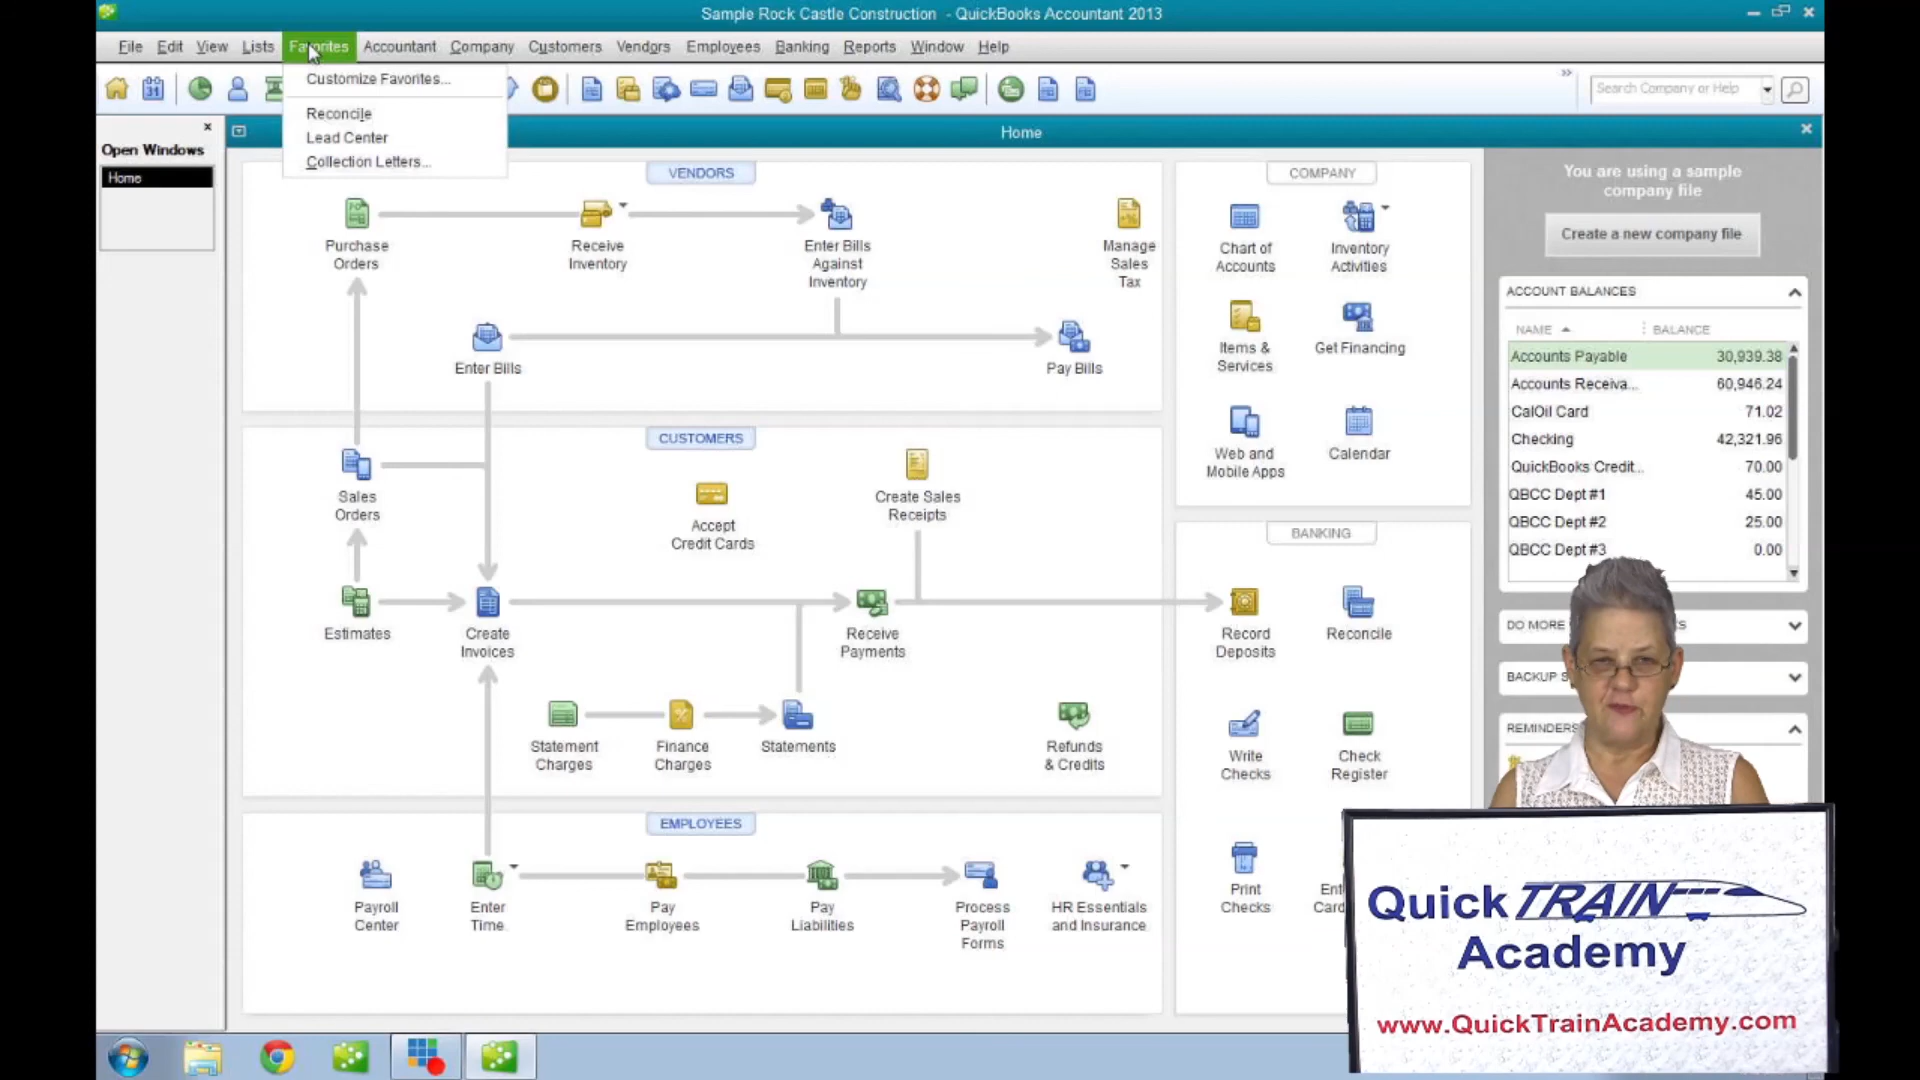 Sample Rock Castle Construction - QuickBooks Accountant 2013
File Edit View Lists Favorites Accountant Company Customers Vendors Employees Banking Reports Window Help
Customize Favorites...
Reconcile
Lead Center
Collection Letters...
31
Search Company or Help
Open Windows
Home
Home
VENDORS
Purchase
Orders
Receive
Inventory
Enter Bills
Against
Inventory
Manage
Sales
Tax
Enter Bills
Pay Bills
CUSTOMERS
Sales
Orders
Accept
Credit Cards
Create Sales
Receipts
Estimates
Create
Invoices
Receive
Payments
Statement
Charges
Finance
Charges
Statements
Refunds
& Credits
EMPLOYEES
Payroll
Center
Enter
Time
Pay
Employees
Pay
Liabilities
Process
Payroll
Forms
HR Essentials
and Insurance
COMPANY
Chart of
Accounts
Inventory
Activities
Items &
Services
Get Financing
Web and
Mobile Apps
Calendar
BANKING
Record
Deposits
Reconcile
Write
Checks
Check
Register
Print
Checks
Ent
Card
You are using a sample
company file
Create a new company file
ACCOUNT BALANCES
NAME BALANCE
Accounts Payable 30,939.38
Accounts Receiva... 60,946.24
CalOil Card 71.02
Checking 42,321.96
QuickBooks Credit... 70.00
QBCC Dept #1 45.00
QBCC Dept #2 25.00
QBCC Dept #3 0.00
DO MORE
BACKUP S
REMINDERS
Quick TRAIN
Academy
www.QuickTrainAcademy.com